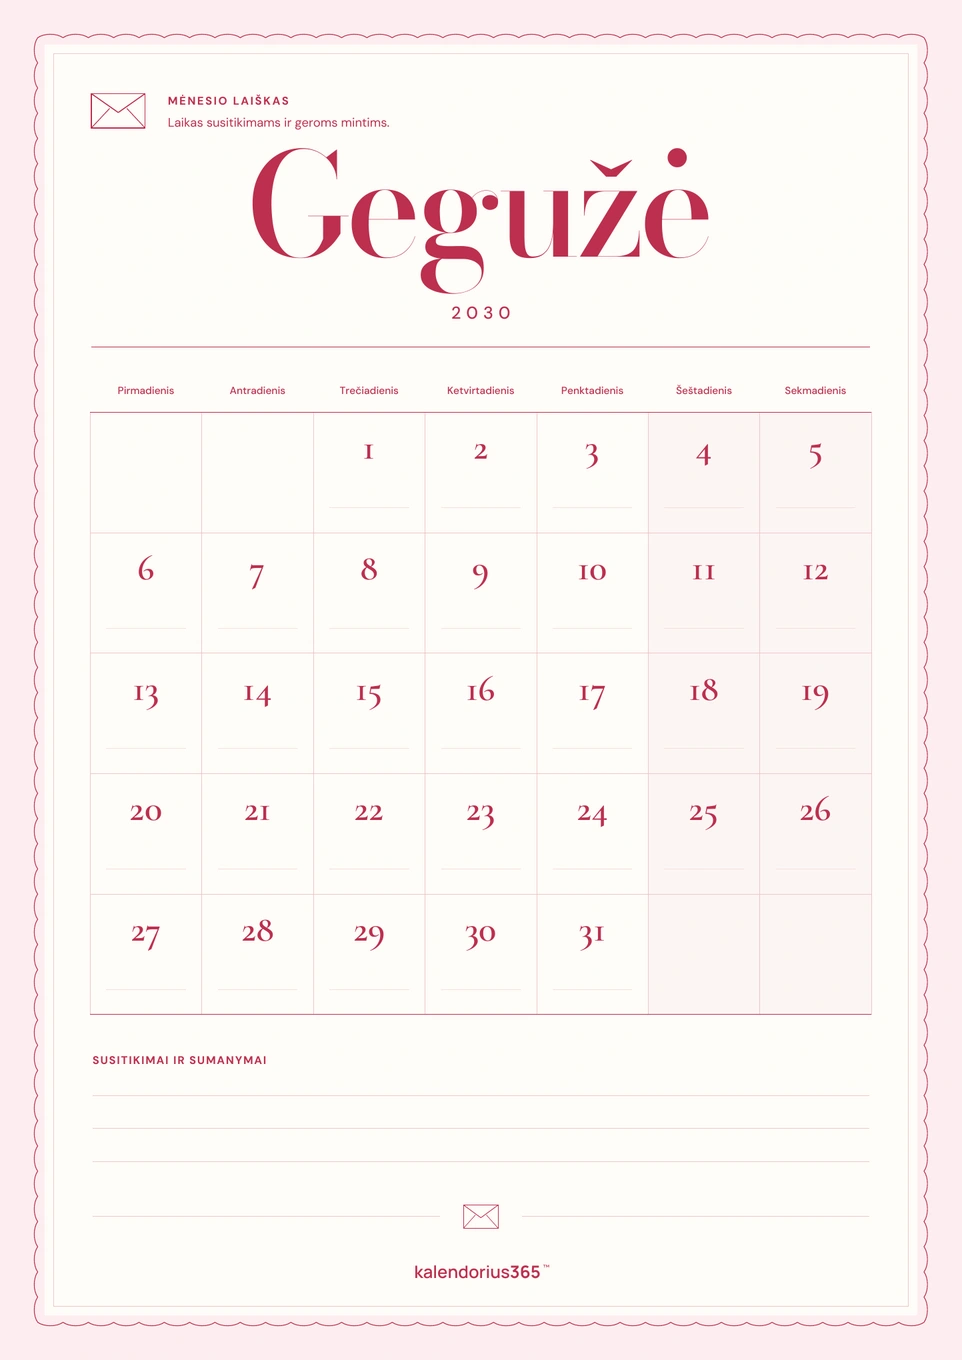 MĖNESIO LAIŠKAS
Laikas susitikimams ir geroms mintims.
Gegužė
2030
Pirmadienis Antradienis Trečiadienis Ketvirtadienis Penktadienis Šeštadienis Sekmadienis
1 2 3 4 5
6 7 8 9 10 11 12
13 14 15 16 17 18 19
20 21 22 23 24 25 26
27 28 29 30 31
SUSITIKIMAI IR SUMANYMAI
kalendorius365™